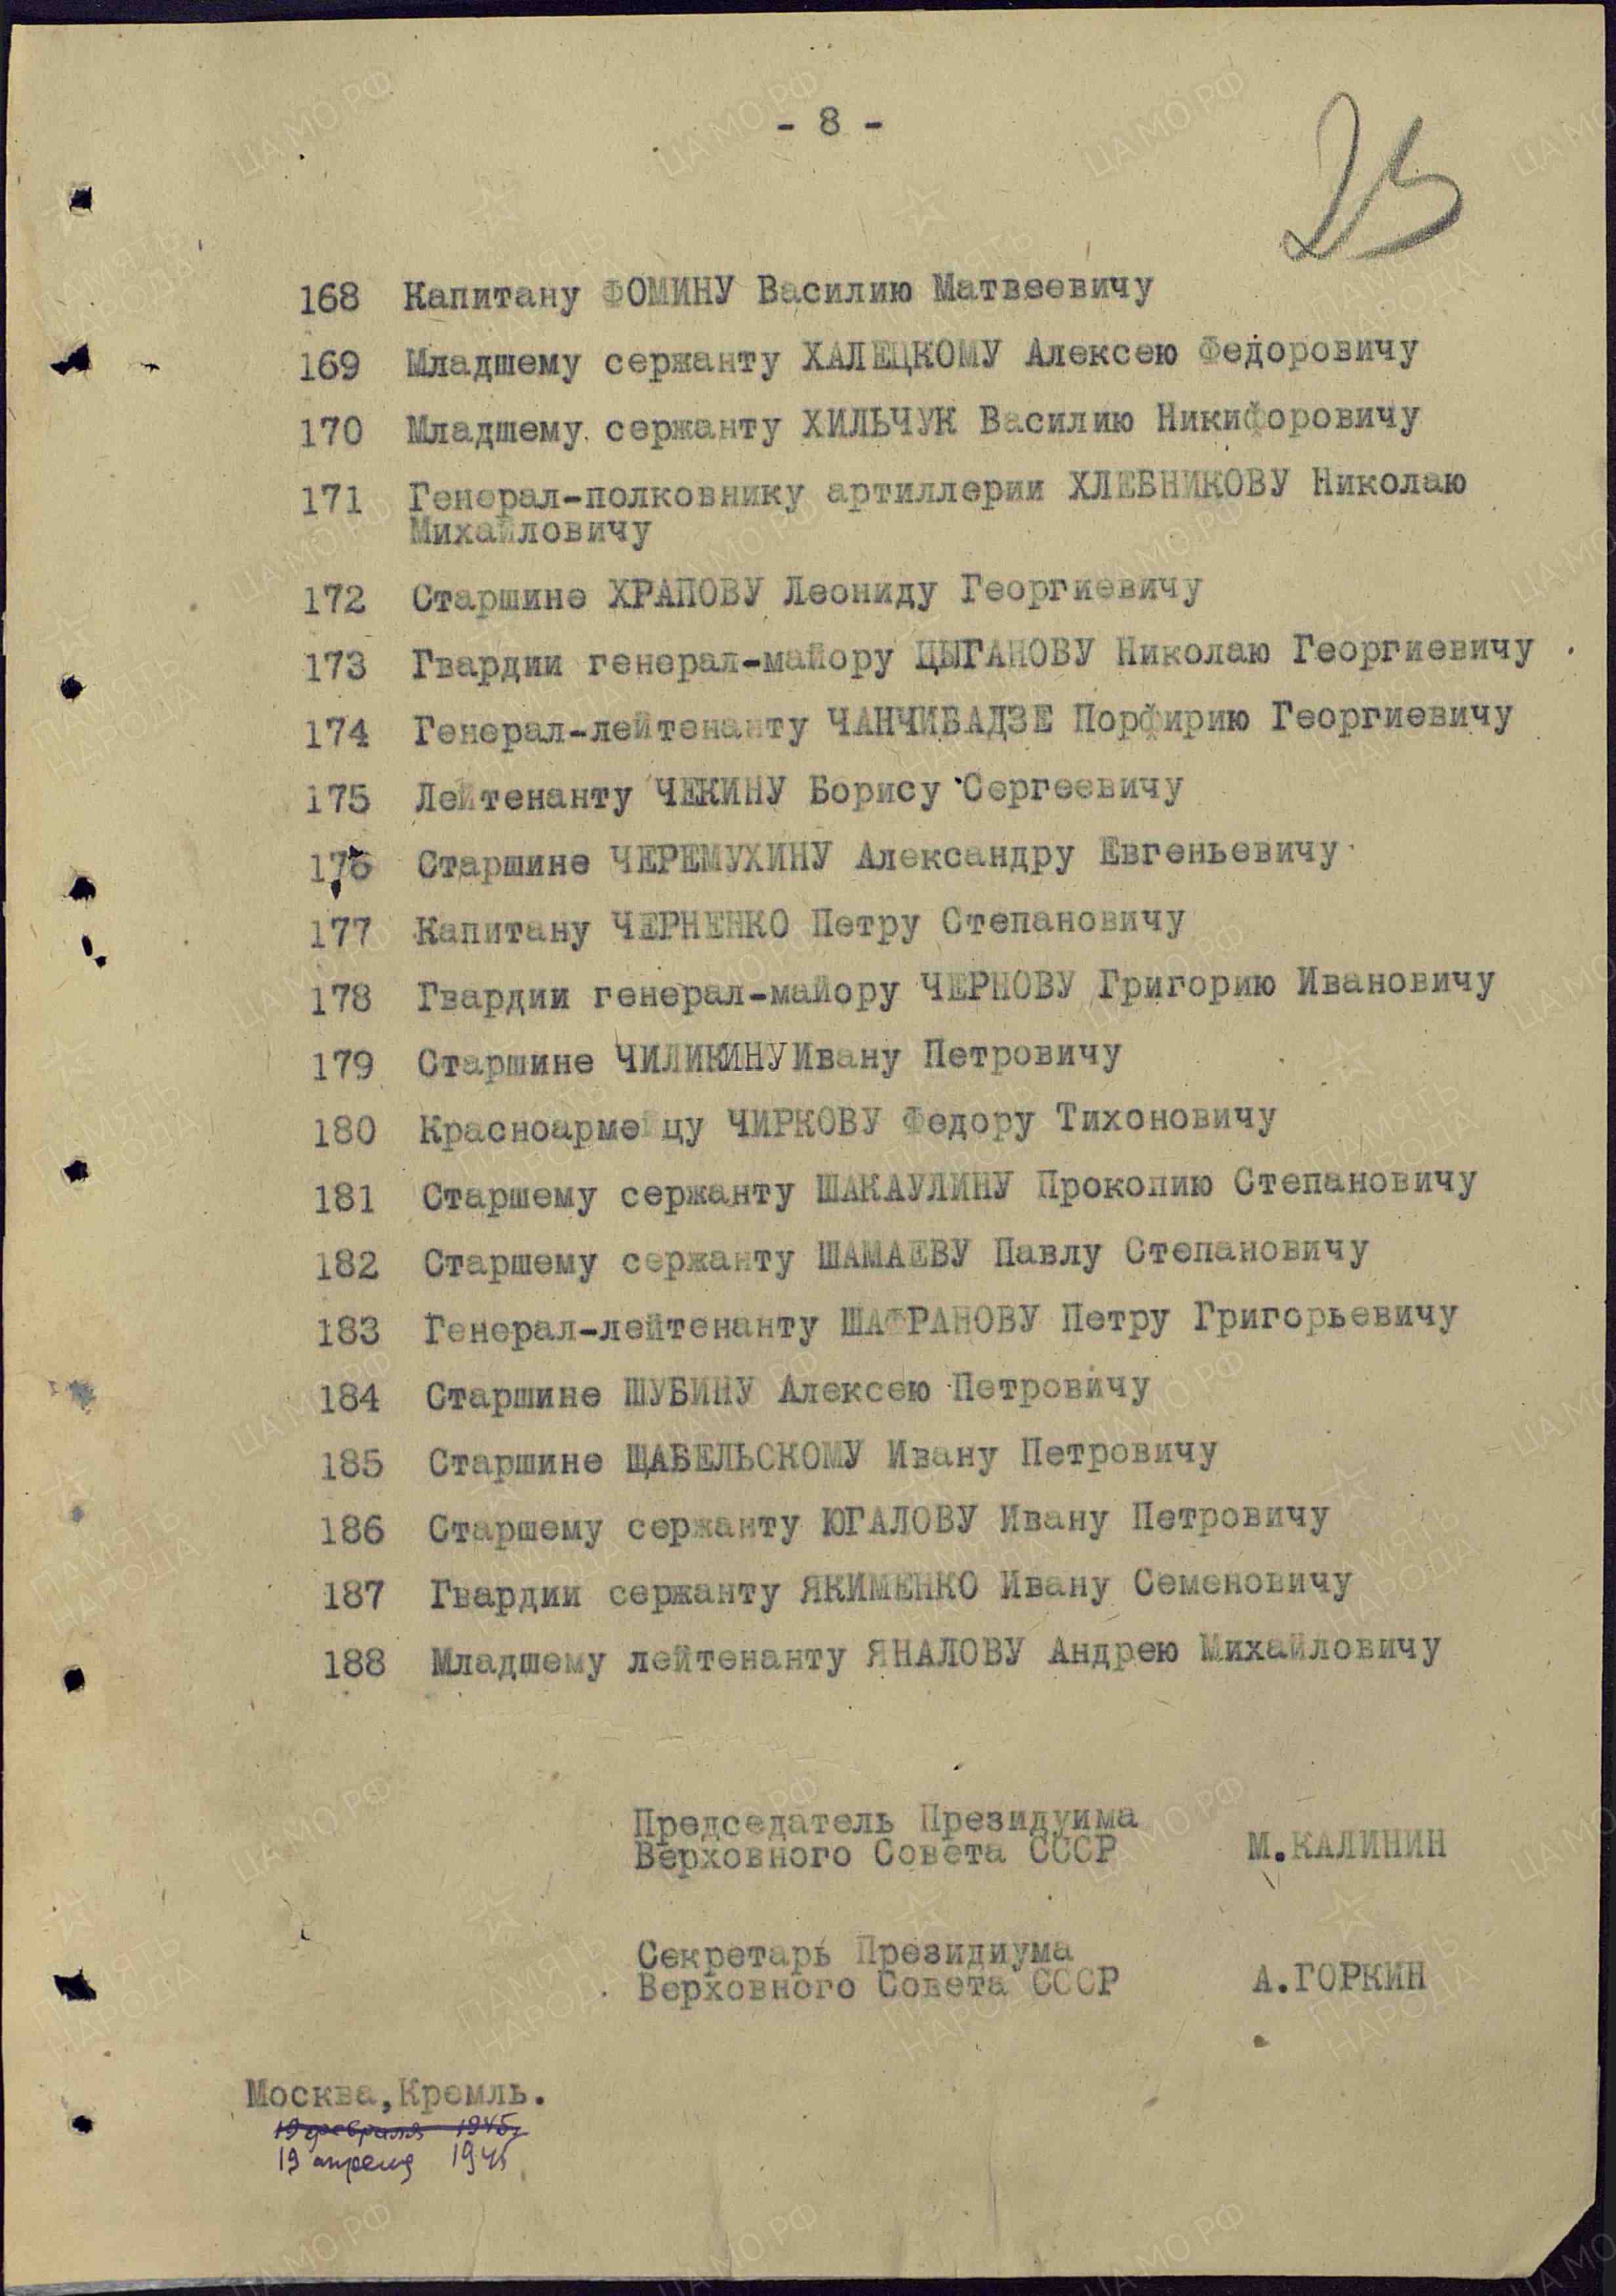 - 8 -
25
168 Капитану ФОМИНУ Василию Матвеевичу
169 Младшему сержанту ХАЛЕЦКОМУ Алексею Федоровичу
170 Младшему сержанту ХИЛЬЧУК Василию Никифоровичу
171 Генерал-полковнику артиллерии ХЛЕБНИКОВУ Николаю
Михайловичу
172 Старшине ХРАПОВУ Леониду Георгиевичу
173 Гвардии генерал-майору ЦЫГАНОВУ Николаю Георгиевичу
174 Генерал-лейтенанту ЧАНЧИБАДЗЕ Порфирию Георгиевичу
175 Лейтенанту ЧЕКИНУ Борису Сергеевичу
176 Старшине ЧЕРЕМУХИНУ Александру Евгеньевичу
177 Капитану ЧЕРНЕНКО Петру Степановичу
178 Гвардии генерал-майору ЧЕРНОВУ Григорию Ивановичу
179 Старшине ЧИЛИКИНУ Ивану Петровичу
180 Красноармейцу ЧИРКОВУ Федору Тихоновичу
181 Старшему сержанту ШАКАУЛИНУ Прокопию Степановичу
182 Старшему сержанту ШАМАЕВУ Павлу Степановичу
183 Генерал-лейтенанту ШАФРАНОВУ Петру Григорьевичу
184 Старшине ШУБИНУ Алексею Петровичу
185 Старшине ЩАБЕЛЬСКОМУ Ивану Петровичу
186 Старшему сержанту ЮГАЛОВУ Ивану Петровичу
187 Гвардии сержанту ЯКИМЕНКО Ивану Семеновичу
188 Младшему лейтенанту ЯНАЛОВУ Андрею Михайловичу
Председатель Президуима
Верховного Совета СССР М.КАЛИНИН
Секретарь Президиума
Верховного Совета СССР А.ГОРКИН
Москва,Кремль.
19 февраля 1945г
19 апреля 1945